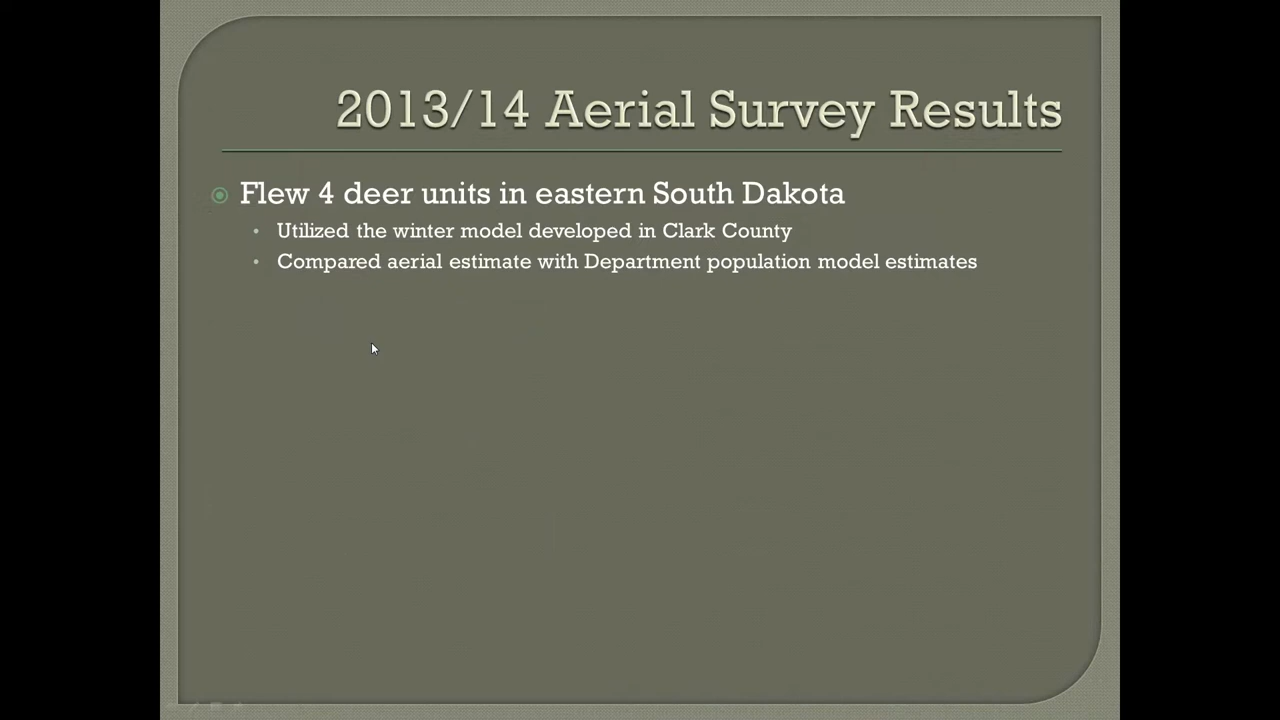 2013/14 Aerial Survey Results
Flew 4 deer units in eastern South Dakota
Utilized the winter model developed in Clark County
Compared aerial estimate with Department population model estimates